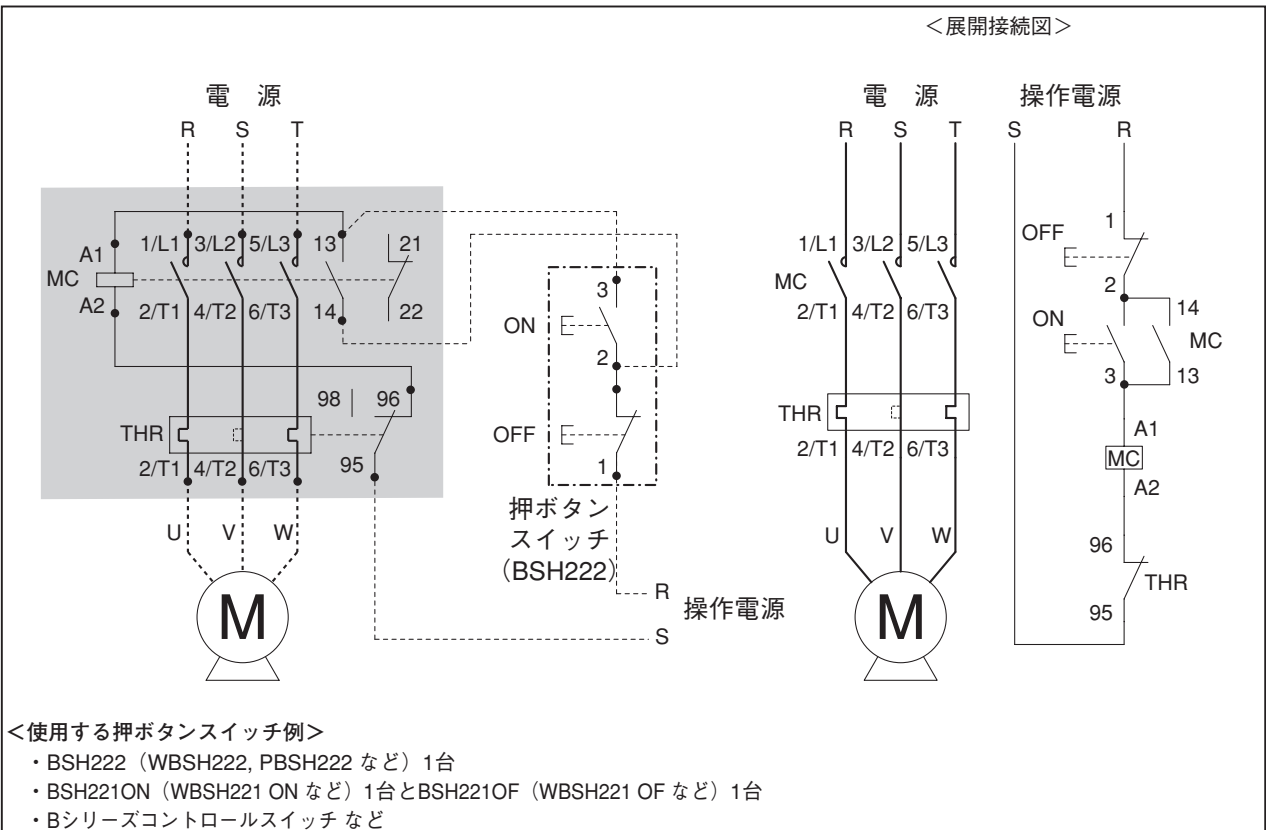 ＜展開接続図＞
電 源
電 源
操作電源
R S T
R S T
S R
1/L1 3/L2 5/L3 13 21
A1
MC
A2
2/T1 4/T2 6/T3 14 22
98 96
THR
2/T1 4/T2 6/T3 95
U V W
M
3
ON
2
OFF
1
押ボタン
スイッチ
（BSH222）
R
操作電源
S
1/L1 3/L2 5/L3
MC
2/T1 4/T2 6/T3
THR
2/T1 4/T2 6/T3
U V W
M
1
OFF
2
14
ON
MC
3 13
A1
MC
A2
96
THR
95
＜使用する押ボタンスイッチ例＞
・BSH222（WBSH222, PBSH222 など）1台
・BSH221ON（WBSH221 ON など）1台とBSH221OF（WBSH221 OF など）1台
・Bシリーズコントロールスイッチ など